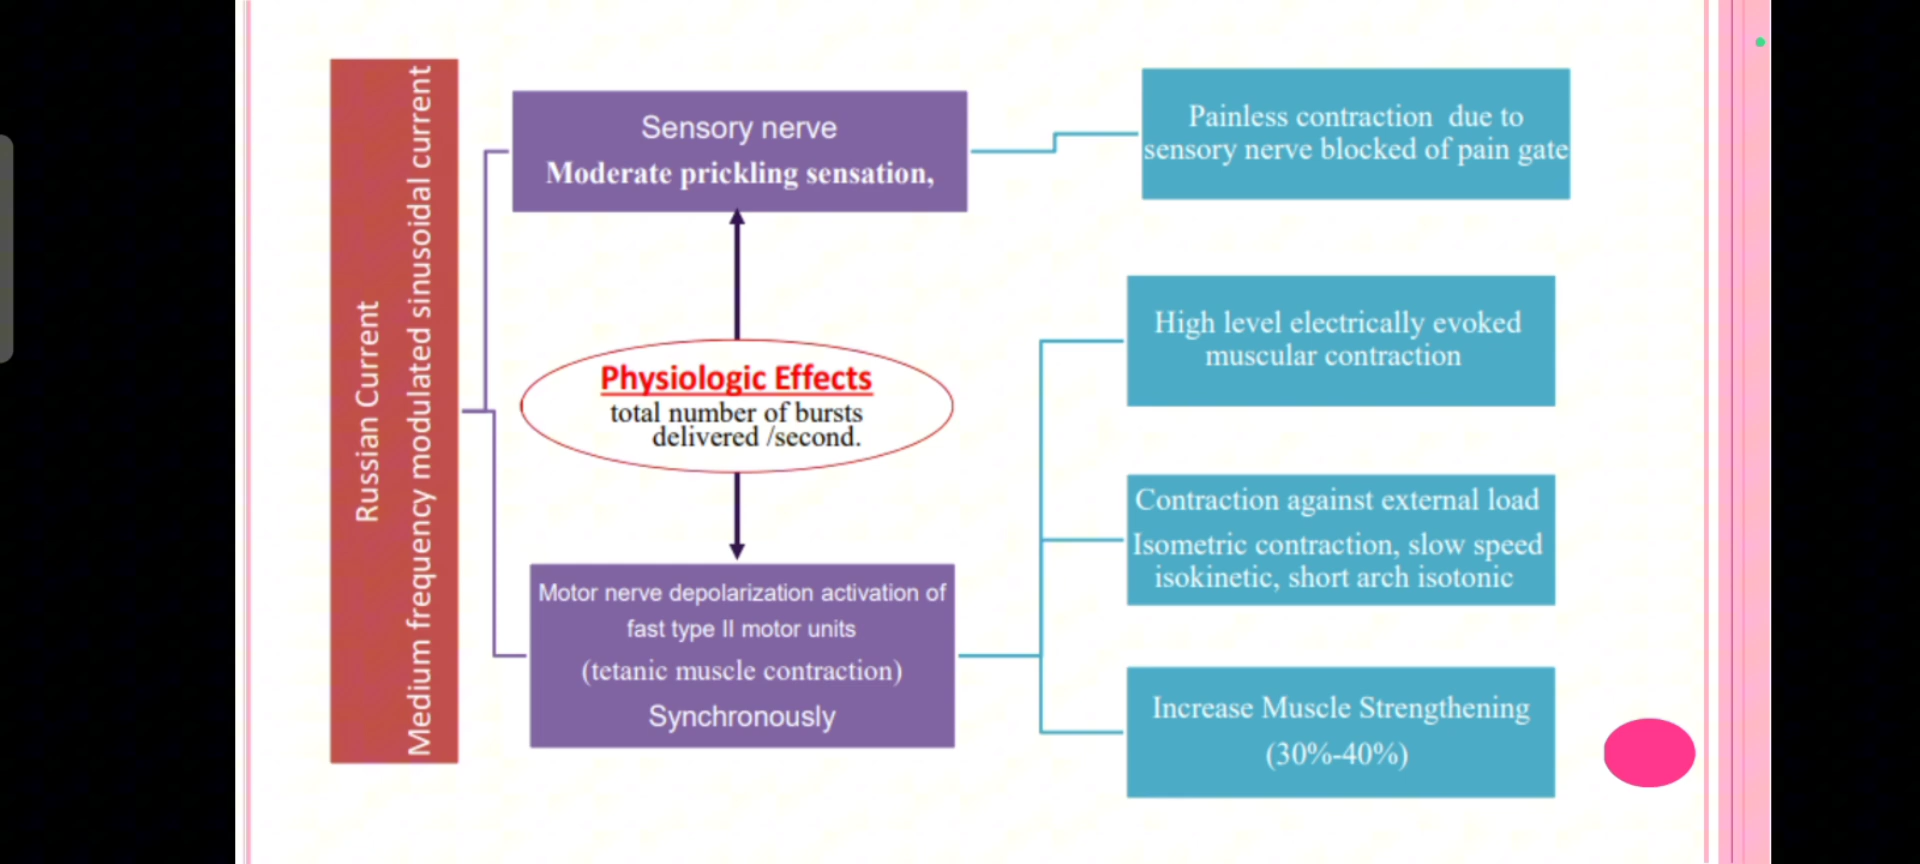 Russian Current
Medium frequency modulated sinusoidal current
Sensory nerve
Moderate prickling sensation,
Painless contraction  due to
sensory nerve blocked of pain gate
Physiologic Effects
total number of bursts
delivered /second.
Motor nerve depolarization activation of
fast type II motor units
(tetanic muscle contraction)
Synchronously
High level electrically evoked
muscular contraction
Contraction against external load
Isometric contraction, slow speed
isokinetic, short arch isotonic
Increase Muscle Strengthening
(30%-40%)